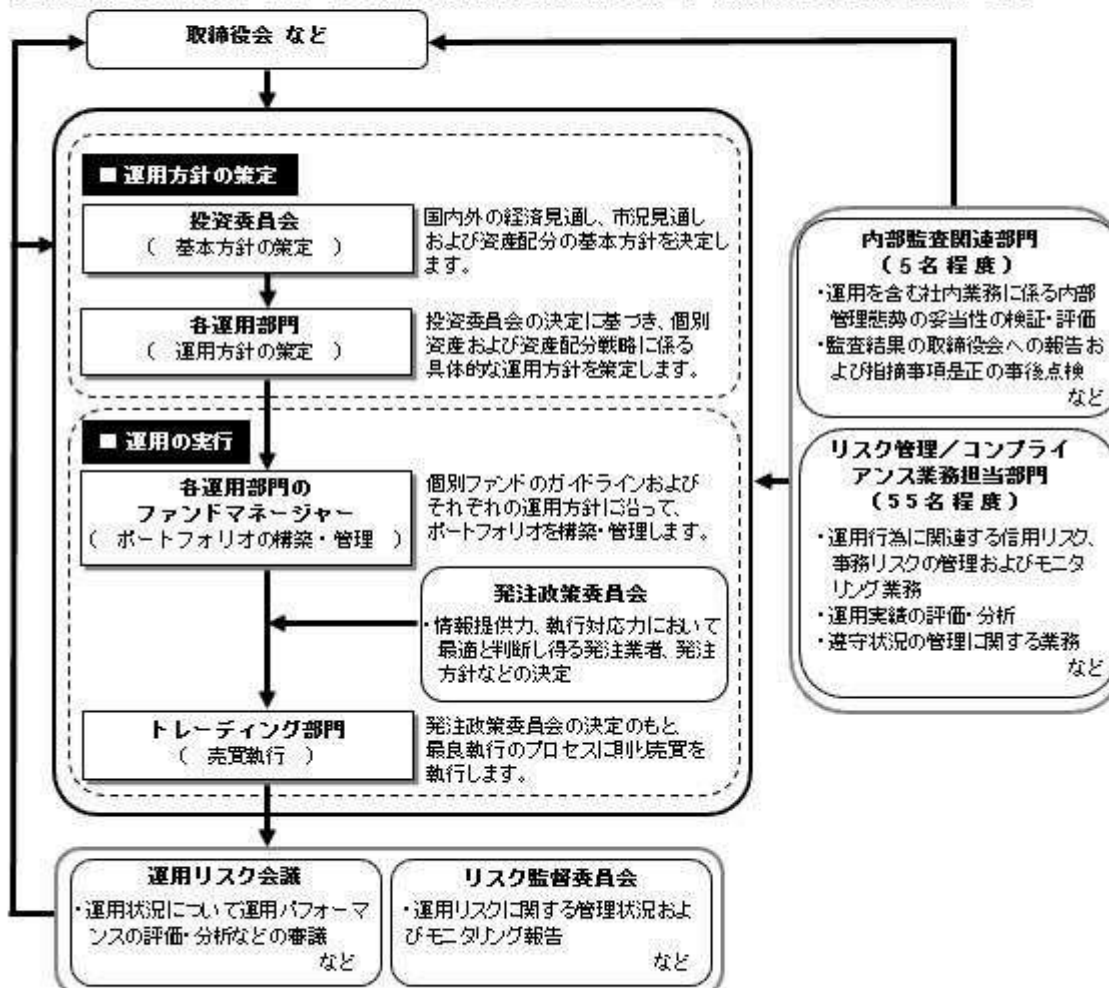 取締役会 など
■ 運用方針の策定
投資委員会
( 基本方針の策定 )
国内外の経済見通し、市況見通し
および資産配分の基本方針を決定し
ます。
各運用部門
( 運用方針の策定 )
投資委員会の決定に基づき、個別
資産および資産配分戦略に係る
具体的な運用方針を策定します。
■ 運用の実行
各運用部門の
ファンドマネージャー
( ポートフォリオの構築・管理 )
個別ファンドのガイドラインおよび
それぞれの運用方針に沿って、
ポートフォリオを構築・管理します。
発注政策委員会
・情報提供力、執行対応力において
最適と判断し得る発注業者、発注
方針などの決定
トレーディング部門
( 売買執行 )
発注政策委員会の決定のもと、
最良執行のプロセスに則り売買を
執行します。
内部監査関連部門
(5名程度)
・運用を含む社内業務に係る内部
管理態勢の妥当性の検証・評価
・監査結果の取締役会への報告お
よび指摘事項是正の事後点検
など
リスク管理/コンプライ
アンス業務担当部門
(55名程度)
・運用行為に関連する信用リスク、
事務リスクの管理およびモニタ
リング業務
・運用実績の評価・分析
・遵守状況の管理に関する業務
など
運用リスク会議
・運用状況について運用パフォーマ
ンスの評価・分析などの審議
など
リスク監督委員会
・運用リスクに関する管理状況およ
びモニタリング報告
など